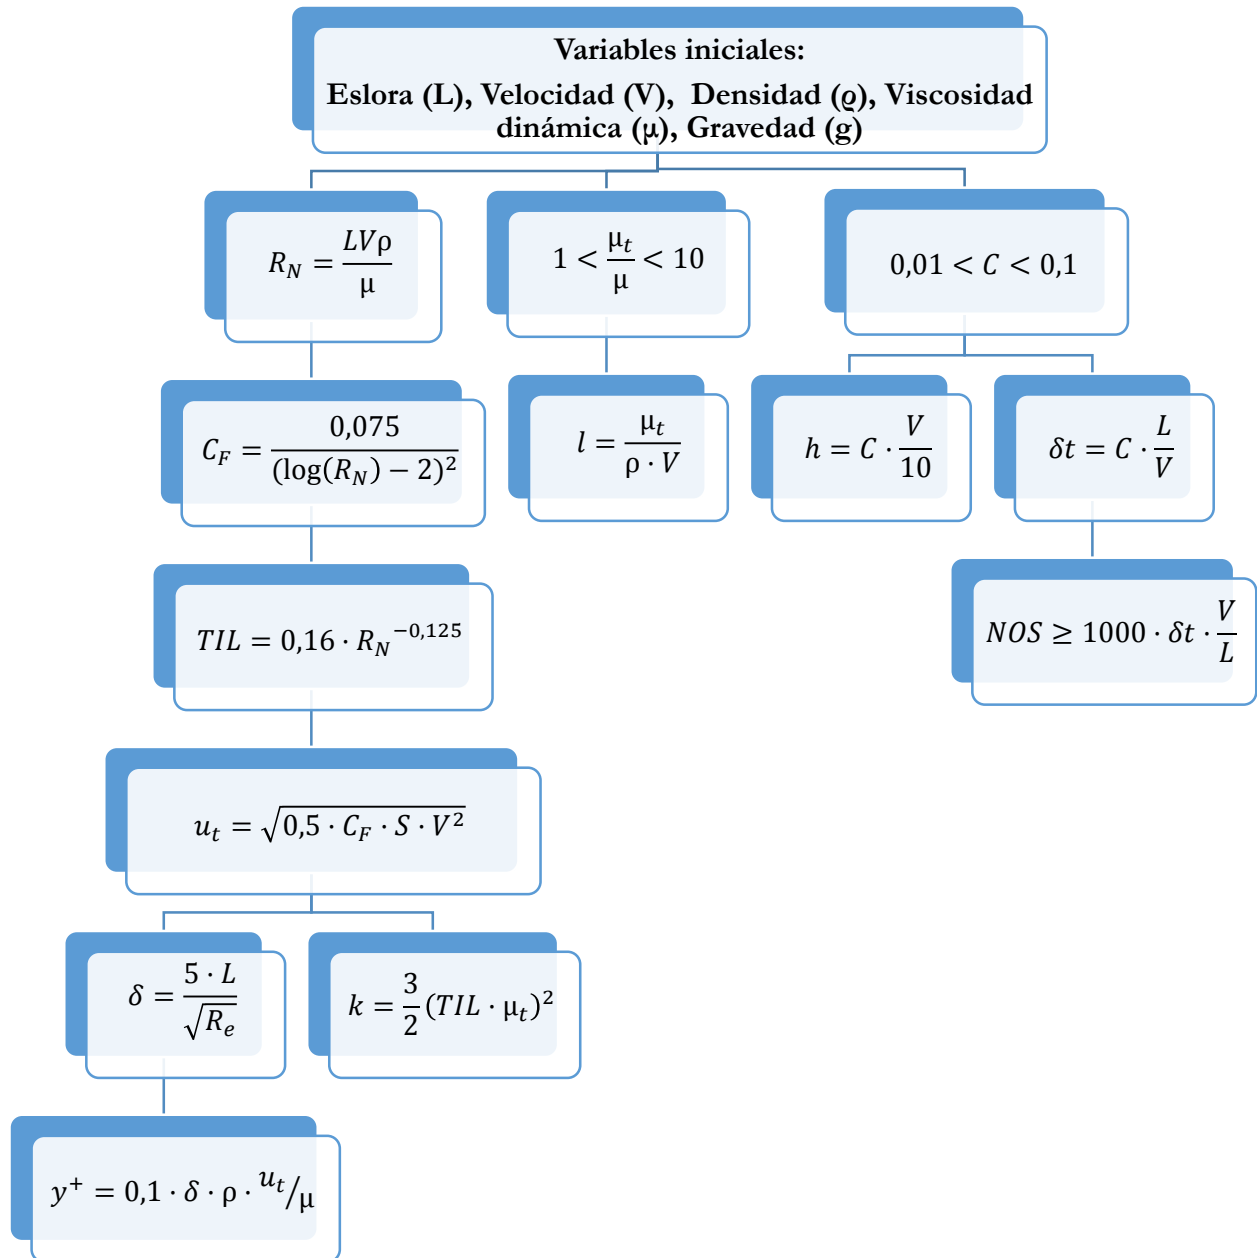 Variables iniciales:
Eslora (L), Velocidad (V), Densidad (ϱ), Viscosidad
dinámica (μ), Gravedad (g)
R_N = LVρ / μ
1 < μ_t / μ < 10
0,01 < C < 0,1
C_F = 0,075 / (log(R_N) − 2)^2
l = μ_t / (ρ · V)
h = C · V / 10
δt = C · L / V
TIL = 0,16 · R_N^−0,125
NOS ≥ 1000 · δt · V / L
u_t = √(0,5 · C_F · S · V^2)
δ = 5 · L / √R_e
k = 3/2 (TIL · μ_t)^2
y^+ = 0,1 · δ · ρ · u_t/μ